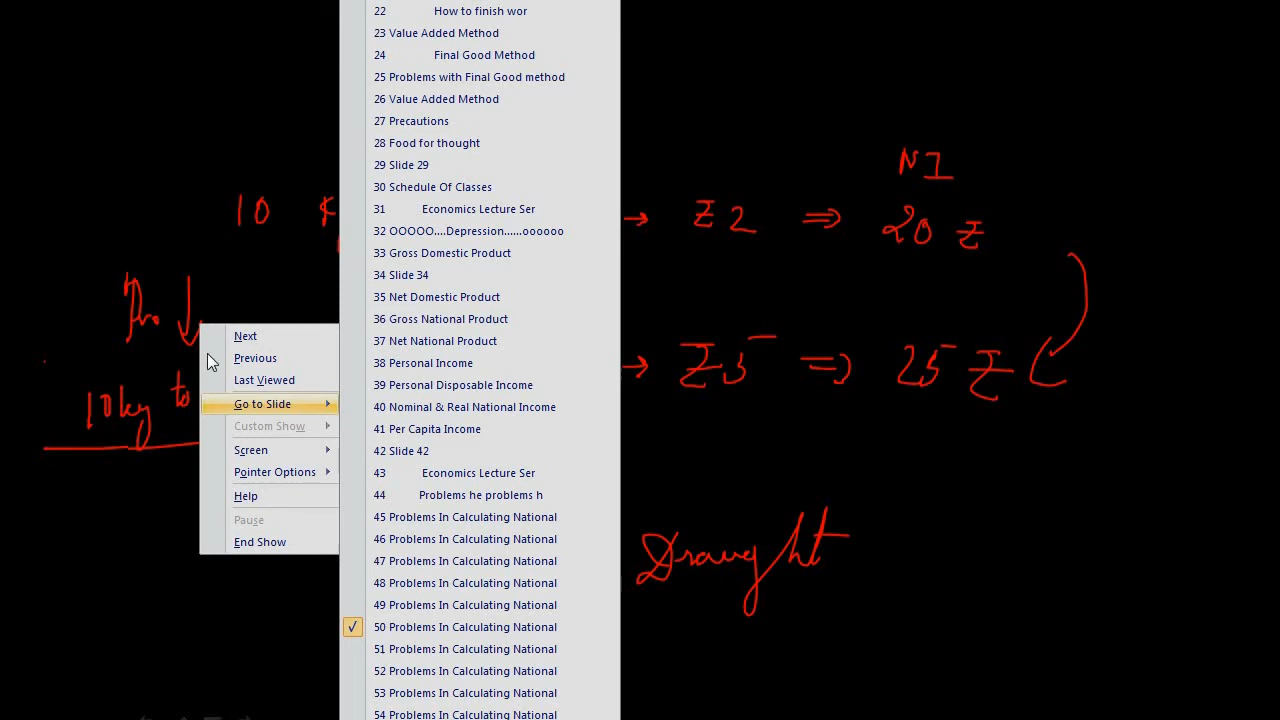 22 How to finish wor
23 Value Added Method
24 Final Good Method
25 Problems with Final Good method
26 Value Added Method
27 Precautions
28 Food for thought
29 Slide 29
30 Schedule Of Classes
31 Economics Lecture Ser
32 OOOOO....Depression......oooooo
33 Gross Domestic Product
34 Slide 34
35 Net Domestic Product
36 Gross National Product
37 Net National Product
38 Personal Income
39 Personal Disposable Income
40 Nominal & Real National Income
41 Per Capita Income
42 Slide 42
43 Economics Lecture Ser
44 Problems he problems h
45 Problems In Calculating National
46 Problems In Calculating National
47 Problems In Calculating National
48 Problems In Calculating National
49 Problems In Calculating National
50 Problems In Calculating National
51 Problems In Calculating National
52 Problems In Calculating National
53 Problems In Calculating National
54 Problems In Calculating National
Next
Previous
Last Viewed
Go to Slide
Custom Show
Screen
Pointer Options
Help
Pause
End Show
NI
10 → Z 2 ⇒ 20 Z
↓
→ Z5 ⇒ 25 Z
10kg to
Draught